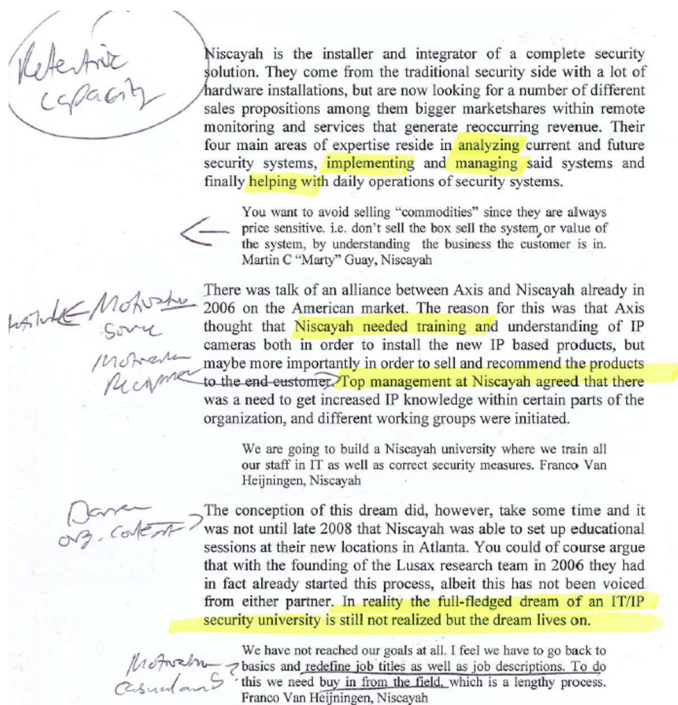 Retentive
capacity
Niscayah is the installer and integrator of a complete security
solution. They come from the traditional security side with a lot of
hardware installations, but are now looking for a number of different
sales propositions among them bigger marketshares within remote
monitoring and services that generate reoccurring revenue. Their
four main areas of expertise reside in analyzing current and future
security systems, implementing and managing said systems and
finally helping with daily operations of security systems.
You want to avoid selling “commodities” since they are always
price sensitive. i.e. don’t sell the box sell the system, or value of
the system, by understanding the business the customer is in.
Martin C “Marty” Guay, Niscayah
There was talk of an alliance between Axis and Niscayah already in
2006 on the American market. The reason for this was that Axis
thought that Niscayah needed training and understanding of IP
cameras both in order to install the new IP based products, but
maybe more importantly in order to sell and recommend the products
to the end customer. Top management at Niscayah agreed that there
was a need to get increased IP knowledge within certain parts of the
organization, and different working groups were initiated.
Motivation
Motivation
We are going to build a Niscayah university where we train all
our staff in IT as well as correct security measures. Franco Van
Heijningen, Niscayah
The conception of this dream did, however, take some time and it
was not until late 2008 that Niscayah was able to set up educational
sessions at their new locations in Atlanta. You could of course argue
that with the founding of the Lusax research team in 2006 they had
in fact already started this process, albeit this has not been voiced
from either partner. In reality the full-fledged dream of an IT/IP
security university is still not realized but the dream lives on.
org. context
We have not reached our goals at all. I feel we have to go back to
basics and redefine job titles as well as job descriptions. To do
this we need buy in from the field, which is a lengthy process.
Franco Van Heijningen, Niscayah
Motivation